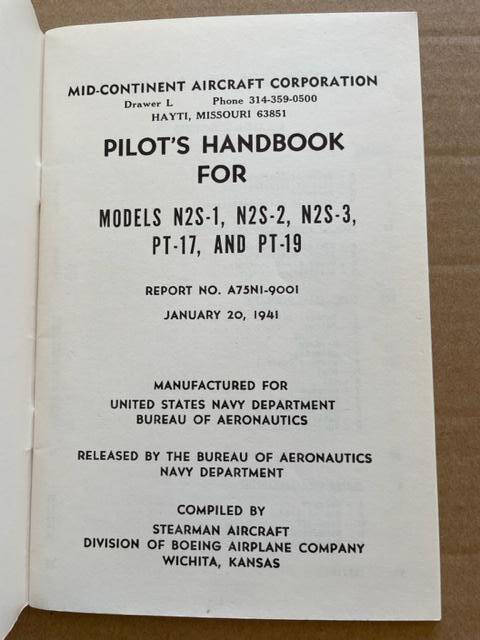 MID-CONTINENT AIRCRAFT CORPORATION
Drawer L Phone 314-359-0500
HAYTI, MISSOURI 63851
PILOT'S HANDBOOK
FOR
MODELS N2S-1, N2S-2, N2S-3,
PT-17, AND PT-19
REPORT NO. A75N1-9001
JANUARY 20, 1941
MANUFACTURED FOR
UNITED STATES NAVY DEPARTMENT
BUREAU OF AERONAUTICS
RELEASED BY THE BUREAU OF AERONAUTICS
NAVY DEPARTMENT
COMPILED BY
STEARMAN AIRCRAFT
DIVISION OF BOEING AIRPLANE COMPANY
WICHITA, KANSAS